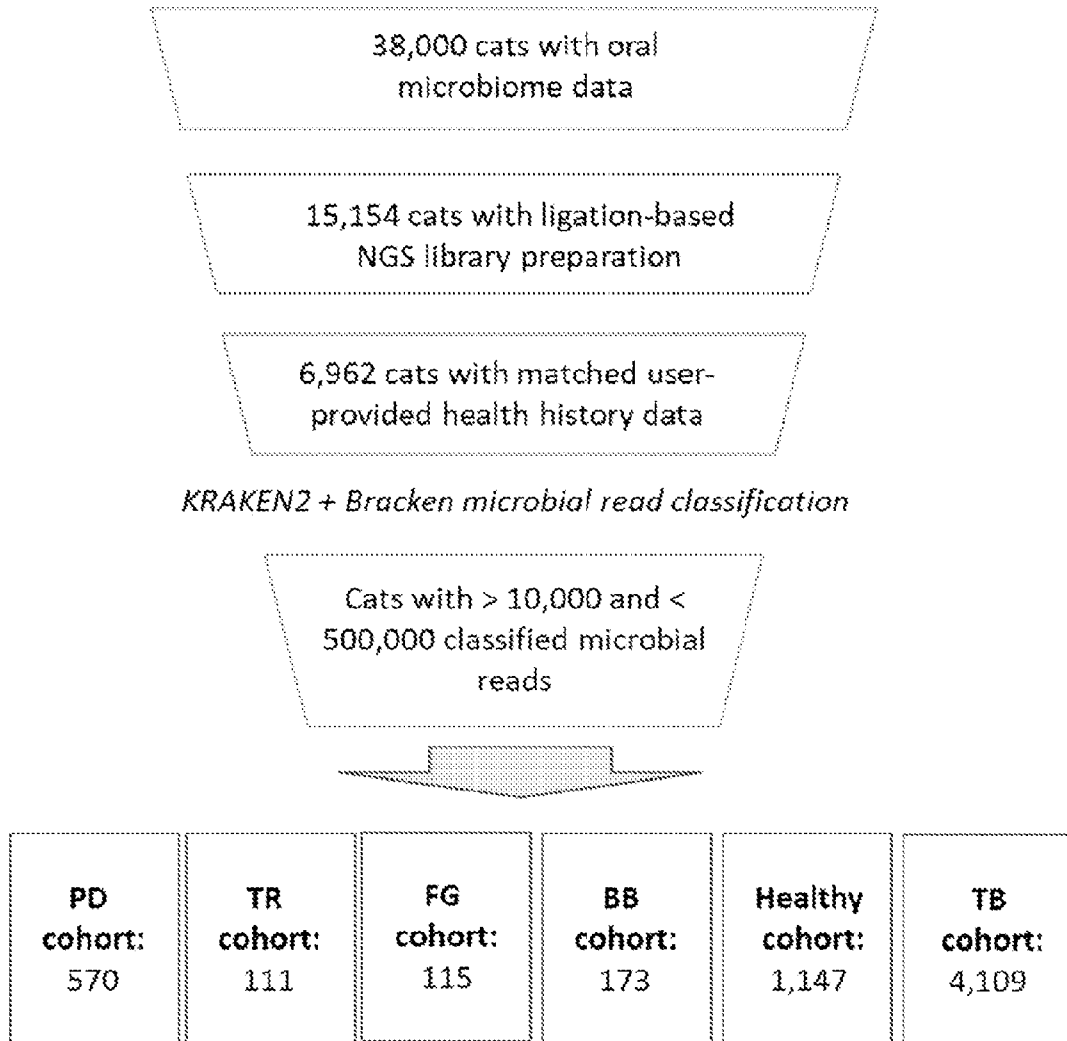 38,000 cats with oral
microbiome data
15,154 cats with ligation-based
NGS library preparation
6,962 cats with matched user-
provided health history data
KRAKEN2 + Bracken microbial read classification
Cats with > 10,000 and <
500,000 classified microbial
reads
PD
cohort:
570
TR
cohort:
111
FG
cohort:
115
BB
cohort:
173
Healthy
cohort:
1,147
TB
cohort:
4,109